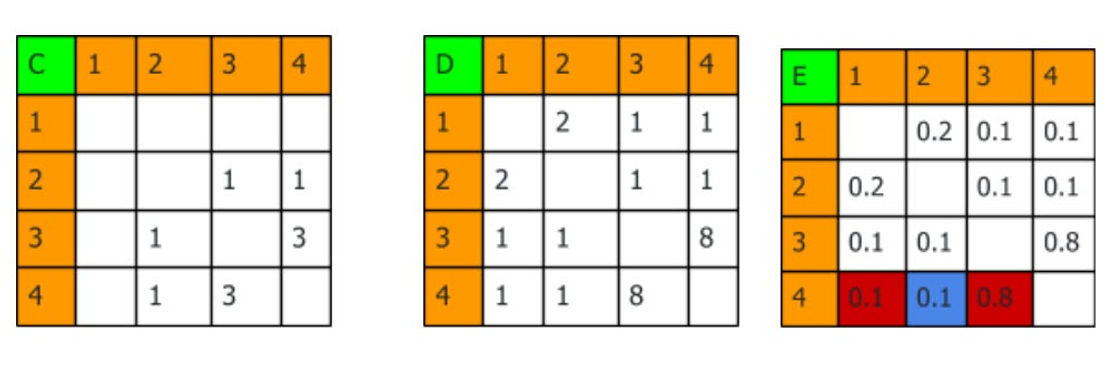 C 1 2 3 4
1
2 1 1
3 1 3
4 1 3
D 1 2 3 4
1 2 1 1
2 2 1 1
3 1 1 8
4 1 1 8
E 1 2 3 4
1 0.2 0.1 0.1
2 0.2 0.1 0.1
3 0.1 0.1 0.8
4 0.1 0.1 0.8